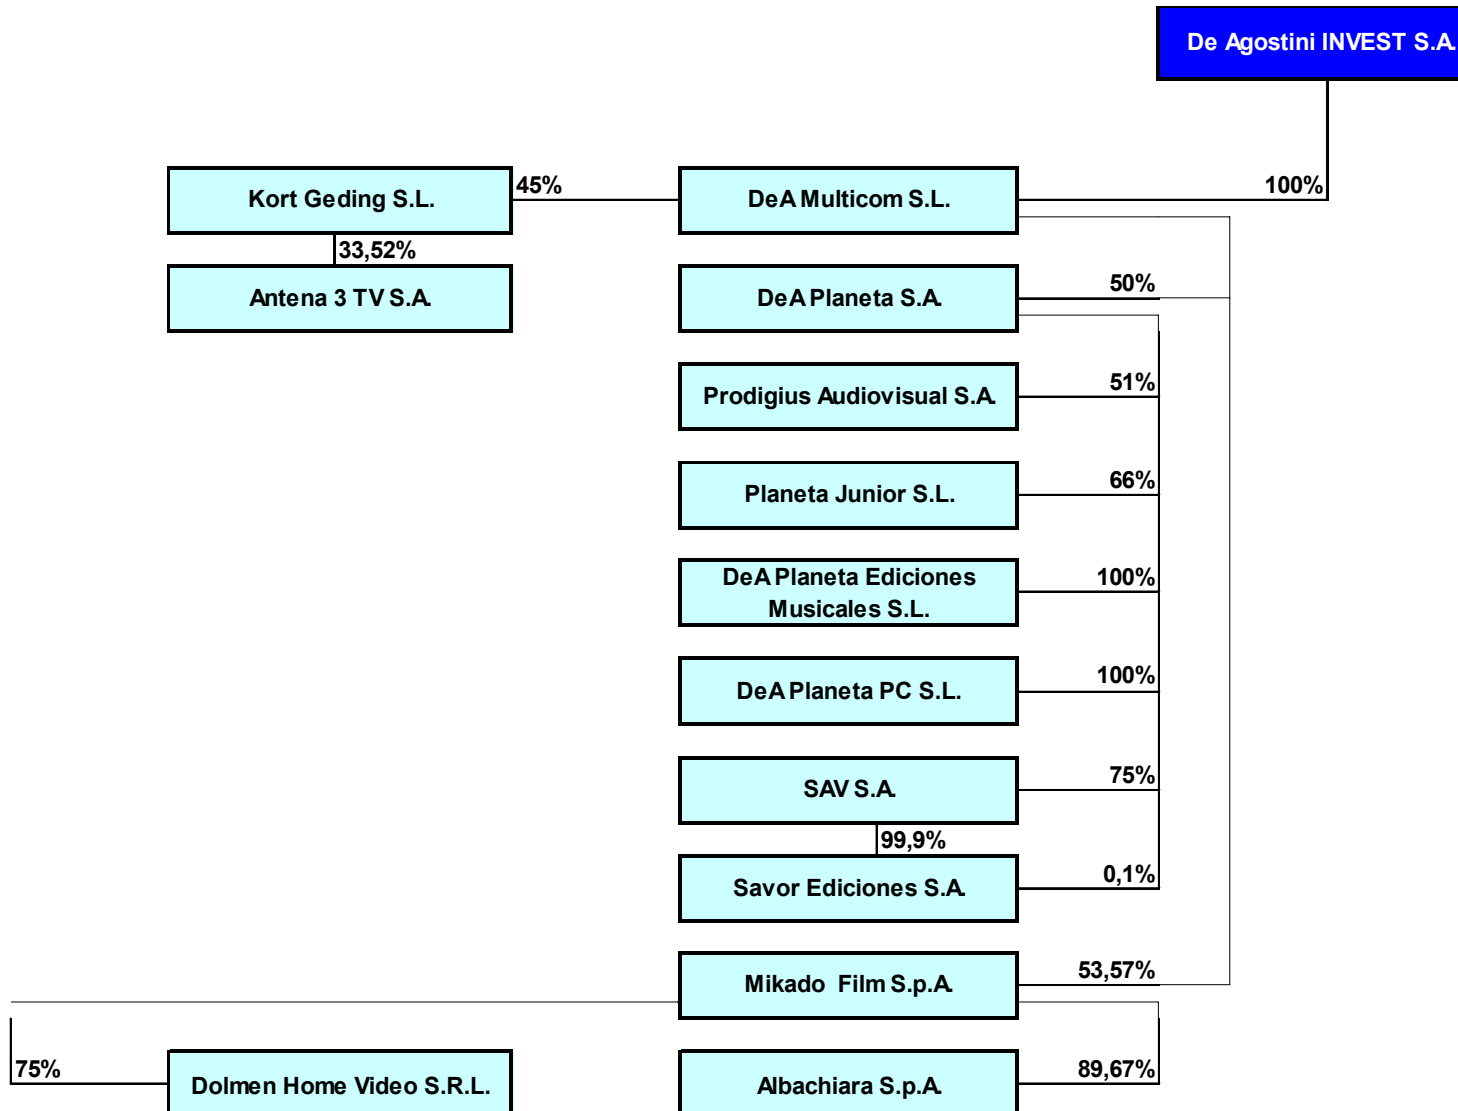 De Agostini INVEST S.A.
Kort Geding S.L.
45%
DeA Multicom S.L.
100%
33,52%
Antena 3 TV S.A.
DeA Planeta S.A.
50%
Prodigius Audiovisual S.A.
51%
Planeta Junior S.L.
66%
DeA Planeta Ediciones
Musicales S.L.
100%
DeA Planeta PC S.L.
100%
SAV S.A.
75%
99,9%
Savor Ediciones S.A.
0,1%
Mikado Film S.p.A.
53,57%
75%
Dolmen Home Video S.R.L.
Albachiara S.p.A.
89,67%